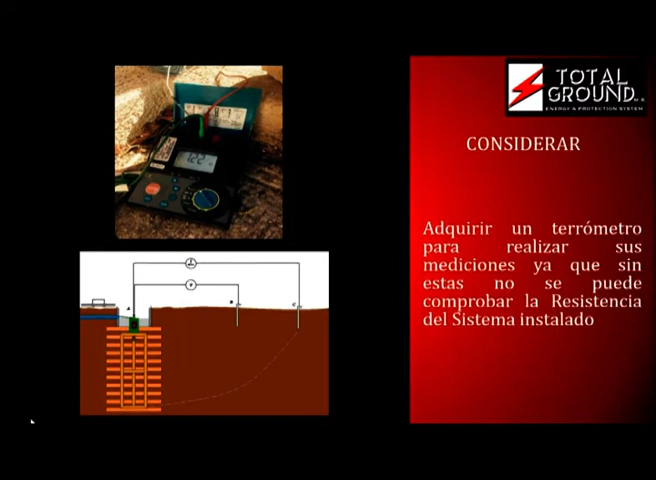 TOTAL
GROUND
ENERGY & PROTECTION SYSTEM
CONSIDERAR
Adquirir un terrómetro
para realizar sus
mediciones ya que sin
estas no se puede
comprobar la Resistencia
del Sistema instalado